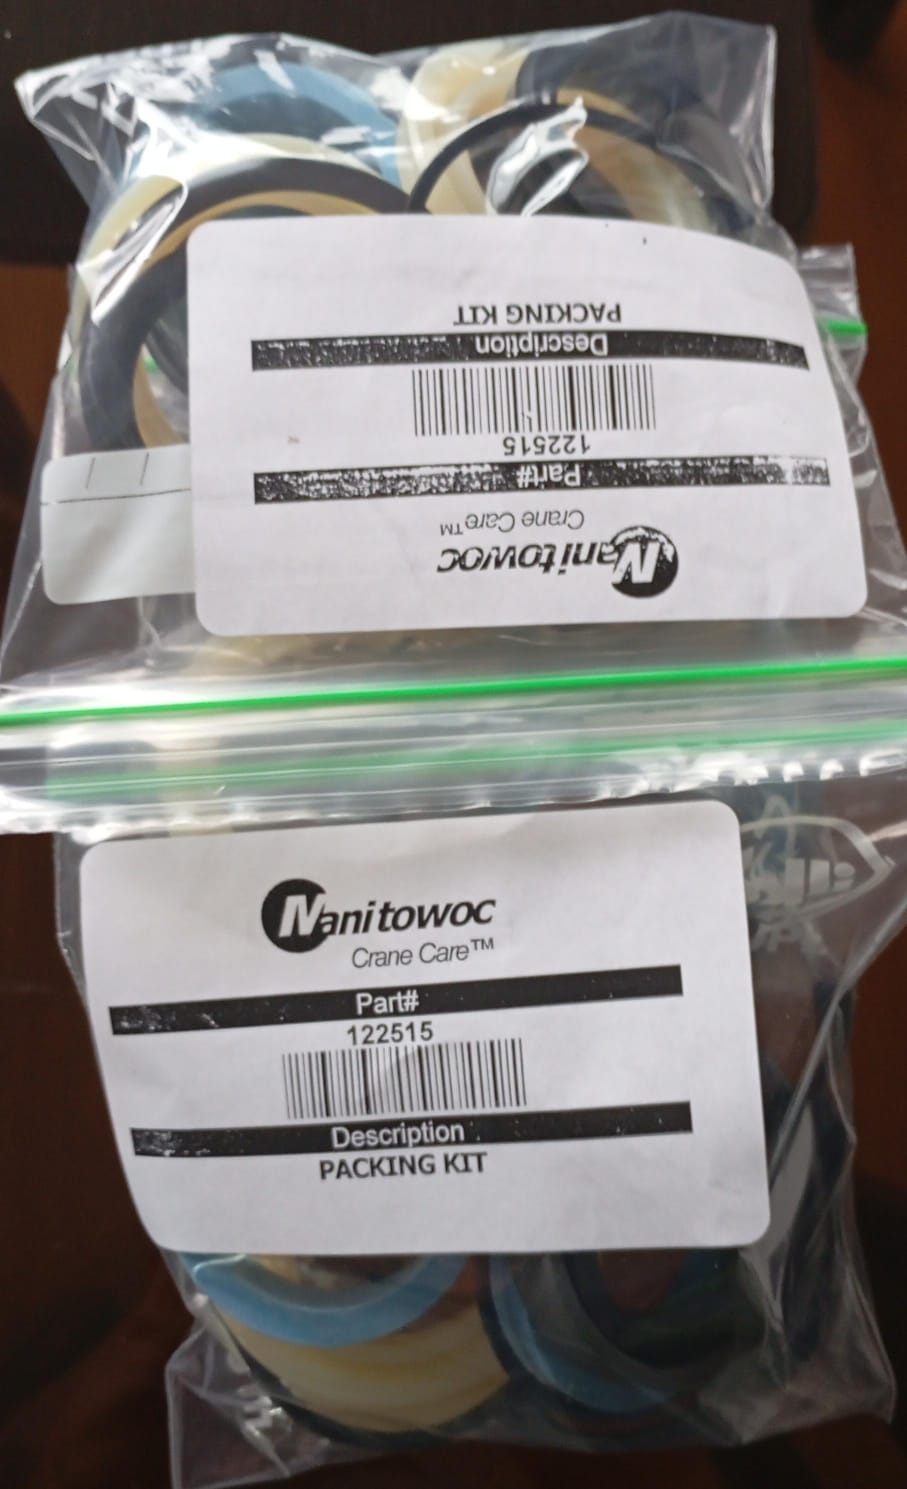 PACKING KIT
Description
122515
Part#
Crane Care™
Manitowoc
Manitowoc
Crane Care™
Part#
122515
Description
PACKING KIT